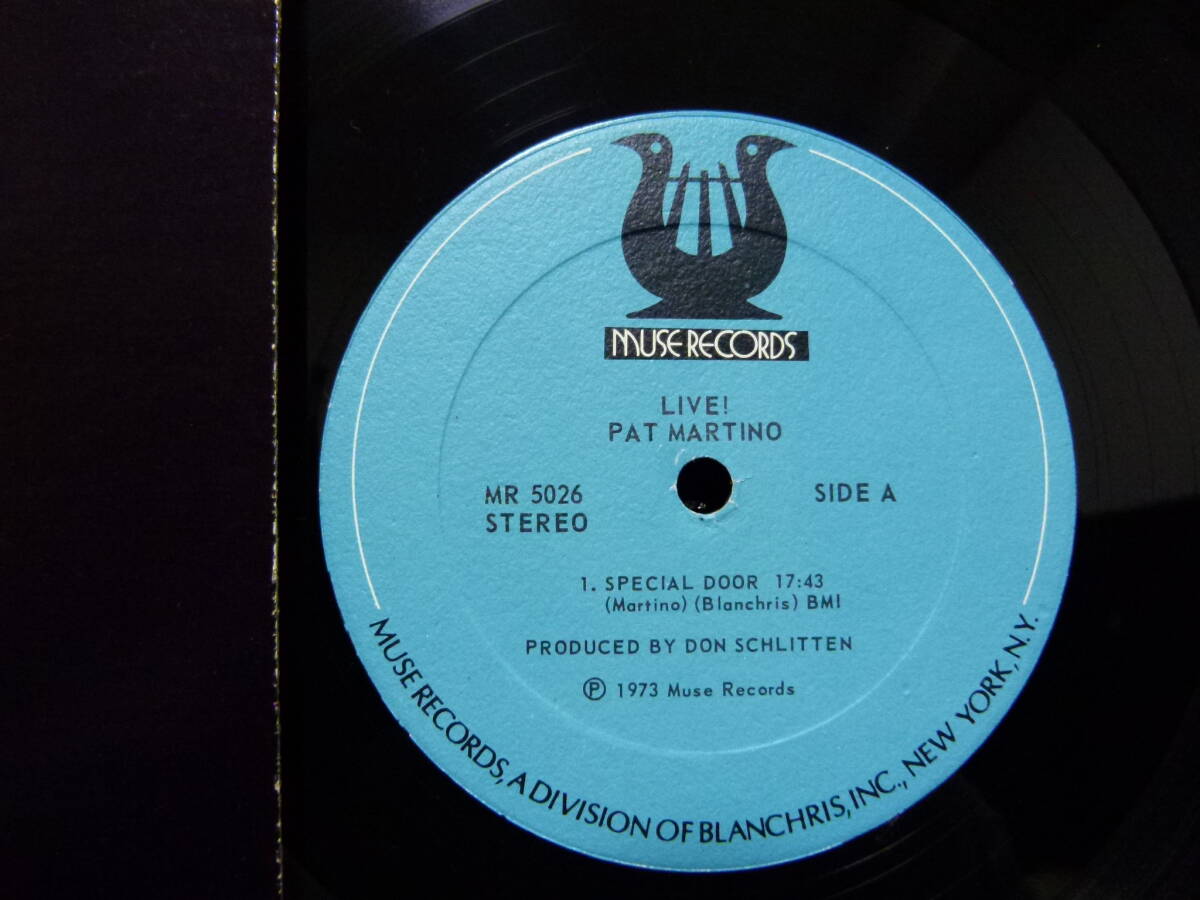 MUSE RECORDS
LIVE!
PAT MARTINO
MR 5026
STEREO
SIDE A
1. SPECIAL DOOR 17:43
(Martino) (Blanchris) BMI
PRODUCED BY DON SCHLITTEN
℗ 1973 Muse Records
MUSE RECORDS, A DIVISION OF BLANCHRIS, INC., NEW YORK, N.Y.